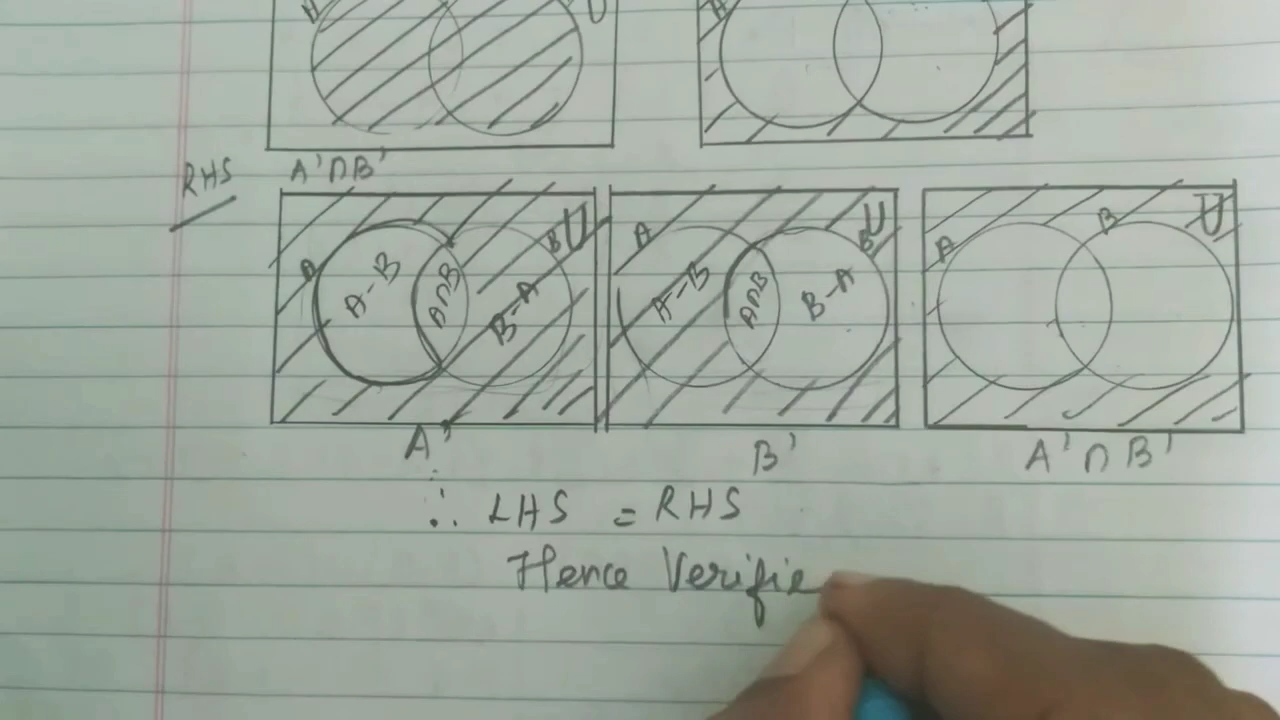 A U A
RHS A'∩B'
A A-B A∩B B-A B U A A-B A∩B B-A B U A B U
A' B' A'∩B'
∴ LHS = RHS
Hence Verifie